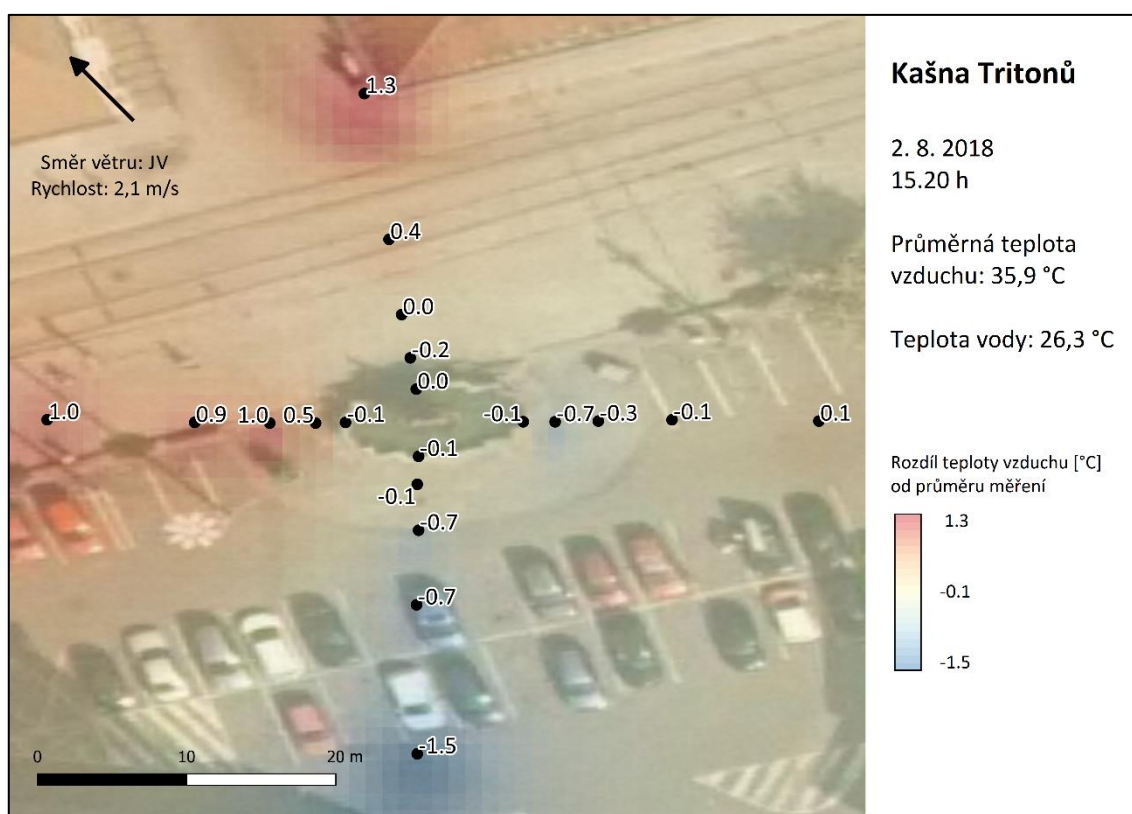 1.3
Směr větru: JV
Rychlost: 2,1 m/s
0.4
0.0
-0.2
0.0
1.0 0.9 1.0 0.5 -0.1 -0.1 -0.7 -0.3 -0.1 0.1
-0.1
-0.1
-0.7
-0.7
-1.5
0 10 20 m
Kašna Tritonů
2. 8. 2018
15.20 h
Průměrná teplota
vzduchu: 35,9 °C
Teplota vody: 26,3 °C
Rozdíl teploty vzduchu [°C]
od průměru měření
1.3
-0.1
-1.5